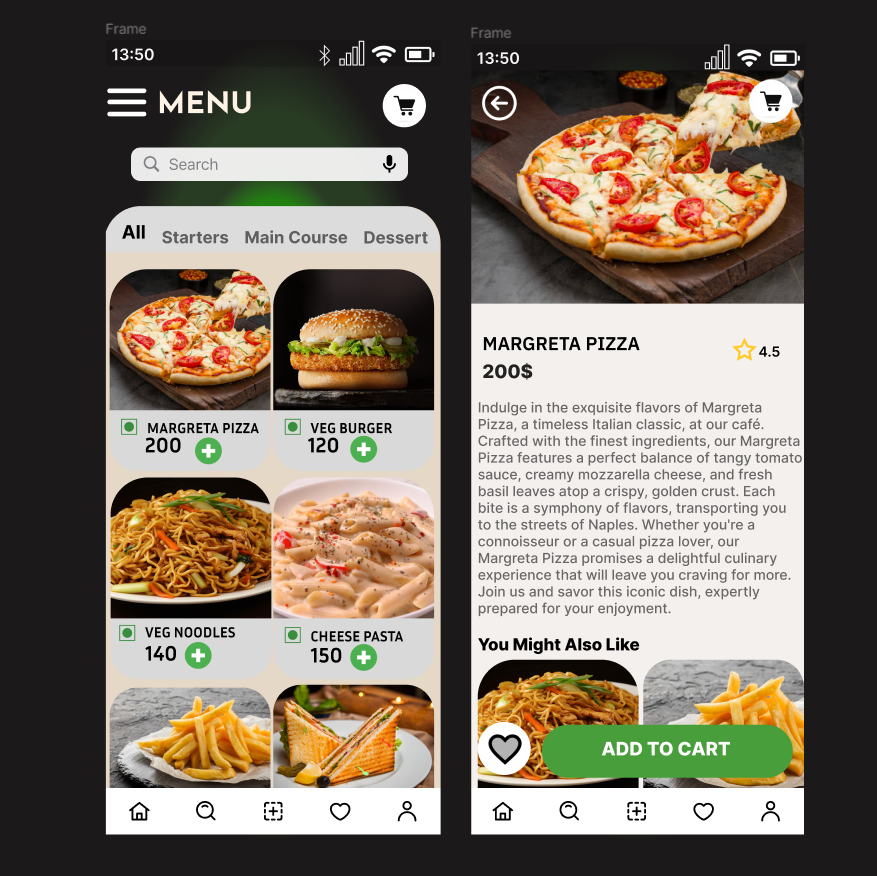 Frame
13:50
MENU
Search
All Starters Main Course Dessert
MARGRETA PIZZA
200
VEG BURGER
120
VEG NOODLES
140
CHEESE PASTA
150
Frame
13:50
MARGRETA PIZZA
4.5
200$
Indulge in the exquisite flavors of Margreta
Pizza, a timeless Italian classic, at our café.
Crafted with the finest ingredients, our Margreta
Pizza features a perfect balance of tangy tomato
sauce, creamy mozzarella cheese, and fresh
basil leaves atop a crispy, golden crust. Each
bite is a symphony of flavors, transporting you
to the streets of Naples. Whether you're a
connoisseur or a casual pizza lover, our
Margreta Pizza promises a delightful culinary
experience that will leave you craving for more.
Join us and savor this iconic dish, expertly
prepared for your enjoyment.
You Might Also Like
ADD TO CART